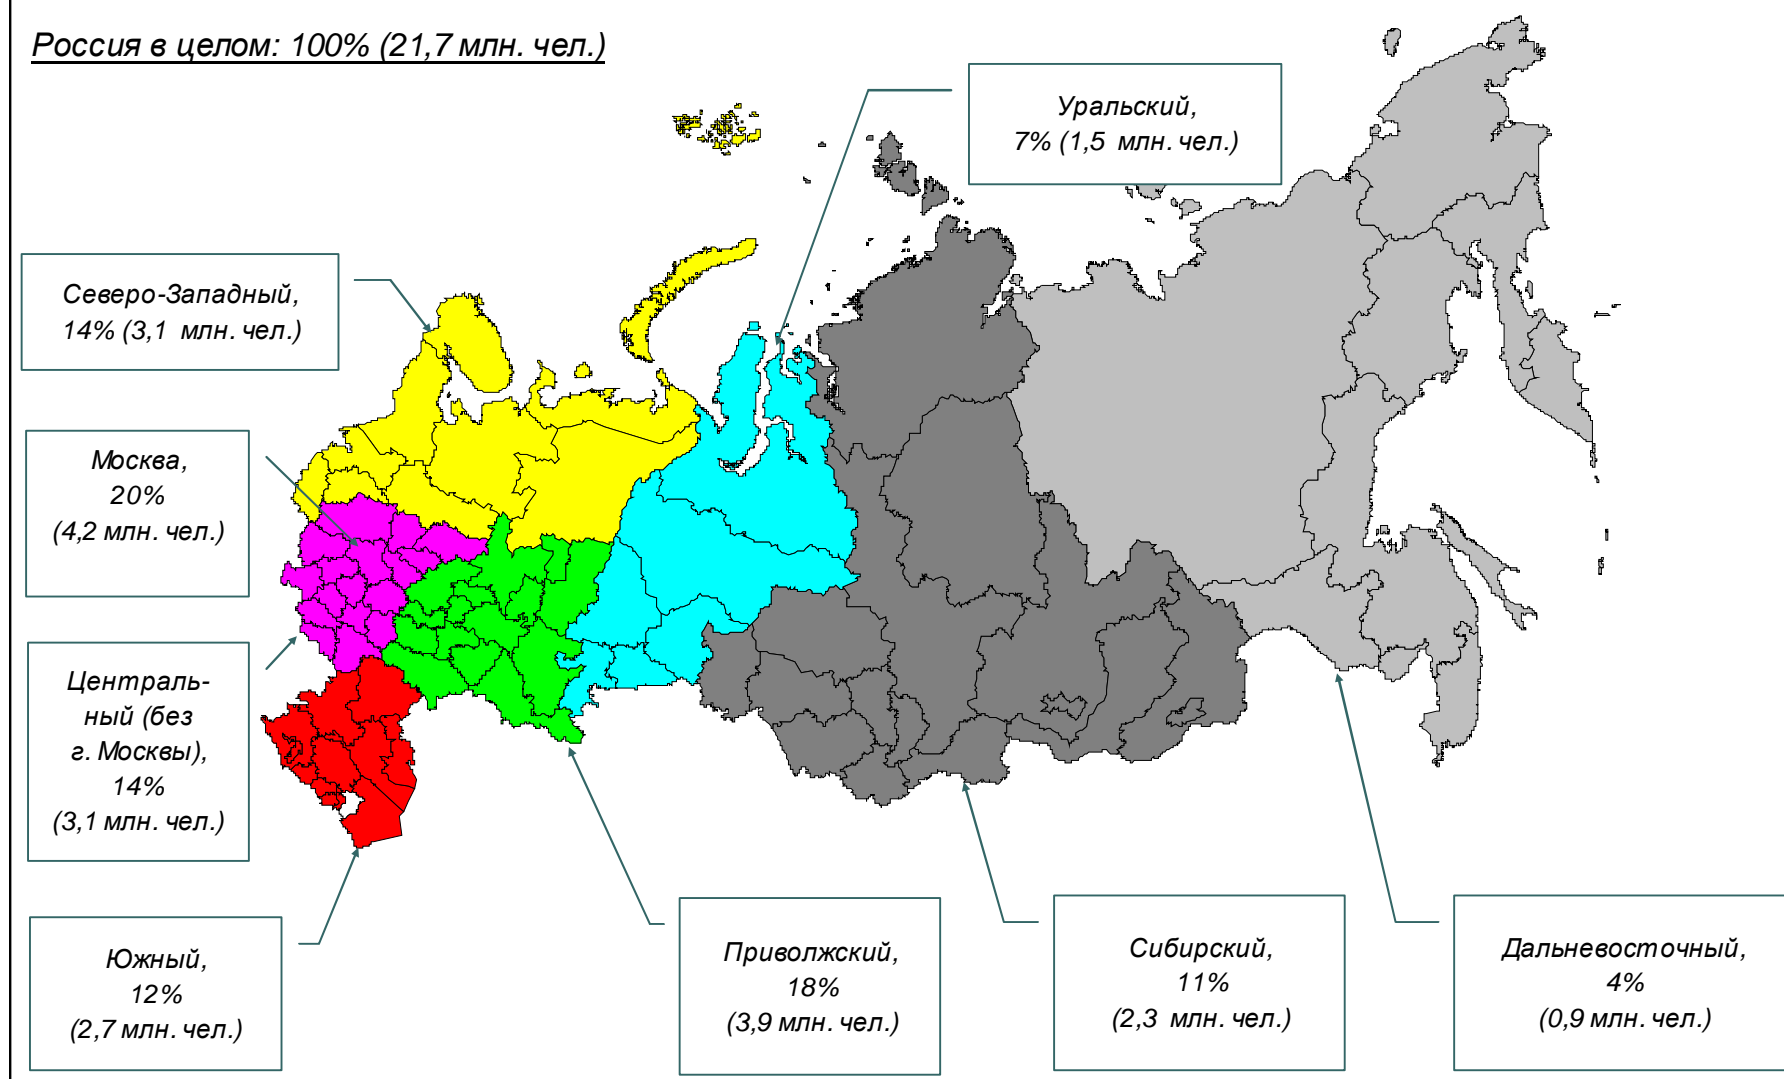 Россия в целом: 100% (21,7 млн. чел.)
Уральский,
7% (1,5 млн. чел.)
Северо-Западный,
14% (3,1 млн. чел.)
Москва,
20%
(4,2 млн. чел.)
Централь-
ный (без
г. Москвы),
14%
(3,1 млн. чел.)
Южный,
12%
(2,7 млн. чел.)
Приволжский,
18%
(3,9 млн. чел.)
Сибирский,
11%
(2,3 млн. чел.)
Дальневосточный,
4%
(0,9 млн. чел.)